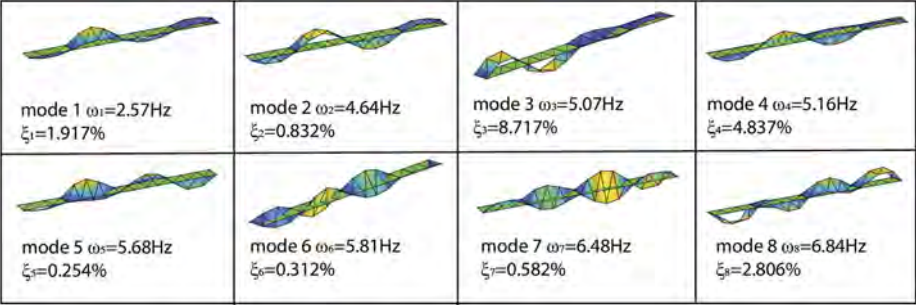 mode 1 ω₁=2.57Hz
ξ₁=1.917%
mode 2 ω₂=4.64Hz
ξ₂=0.832%
mode 3 ω₃=5.07Hz
ξ₃=8.717%
mode 4 ω₄=5.16Hz
ξ₄=4.837%
mode 5 ω₅=5.68Hz
ξ₅=0.254%
mode 6 ω₆=5.81Hz
ξ₆=0.312%
mode 7 ω₇=6.48Hz
ξ₇=0.582%
mode 8 ω₈=6.84Hz
ξ₈=2.806%